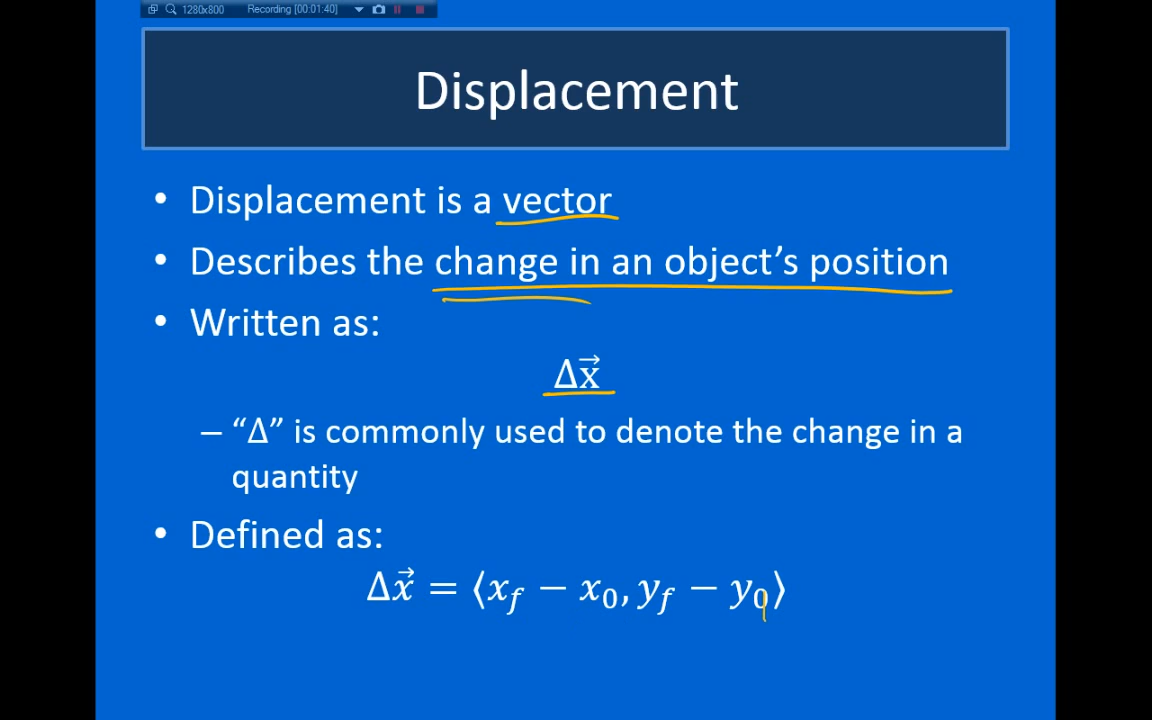 1280x800 Recording [00:01:40]
Displacement
• Displacement is a vector
• Describes the change in an object’s position
• Written as:
Δx⃗
– “Δ” is commonly used to denote the change in a
quantity
• Defined as:
Δx⃗ = ⟨x_f − x_0, y_f − y_0⟩